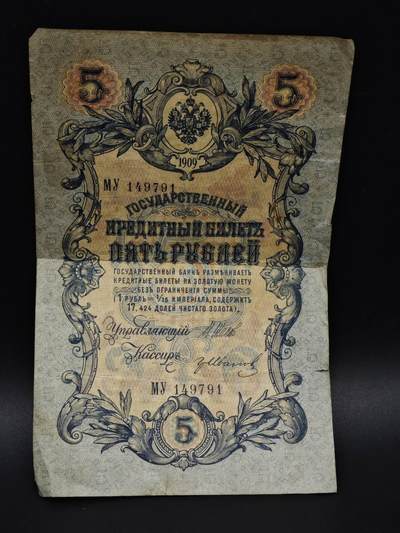 5 5
1909
МУ 149791
ГОСУДАРСТВЕННЫЙ
КРЕДИТНЫЙ БИЛЕТЪ
ПЯТЬ РУБЛЕЙ
ГОСУДАРСТВЕННЫЙ БАНКЪ РАЗМѢНИВАЕТЪ
КРЕДИТНЫЕ БИЛЕТЫ НА ЗОЛОТУЮ МОНЕТУ
БЕЗЪ ОГРАНИЧЕНІЯ СУММЫ
(1 РУБЛЬ = 1/15 ИМПЕРІАЛА, СОДЕРЖИТЪ
17,424 ДОЛЕЙ ЧИСТАГО ЗОЛОТА).
Управляющій
Кассиръ
МУ 149791
5